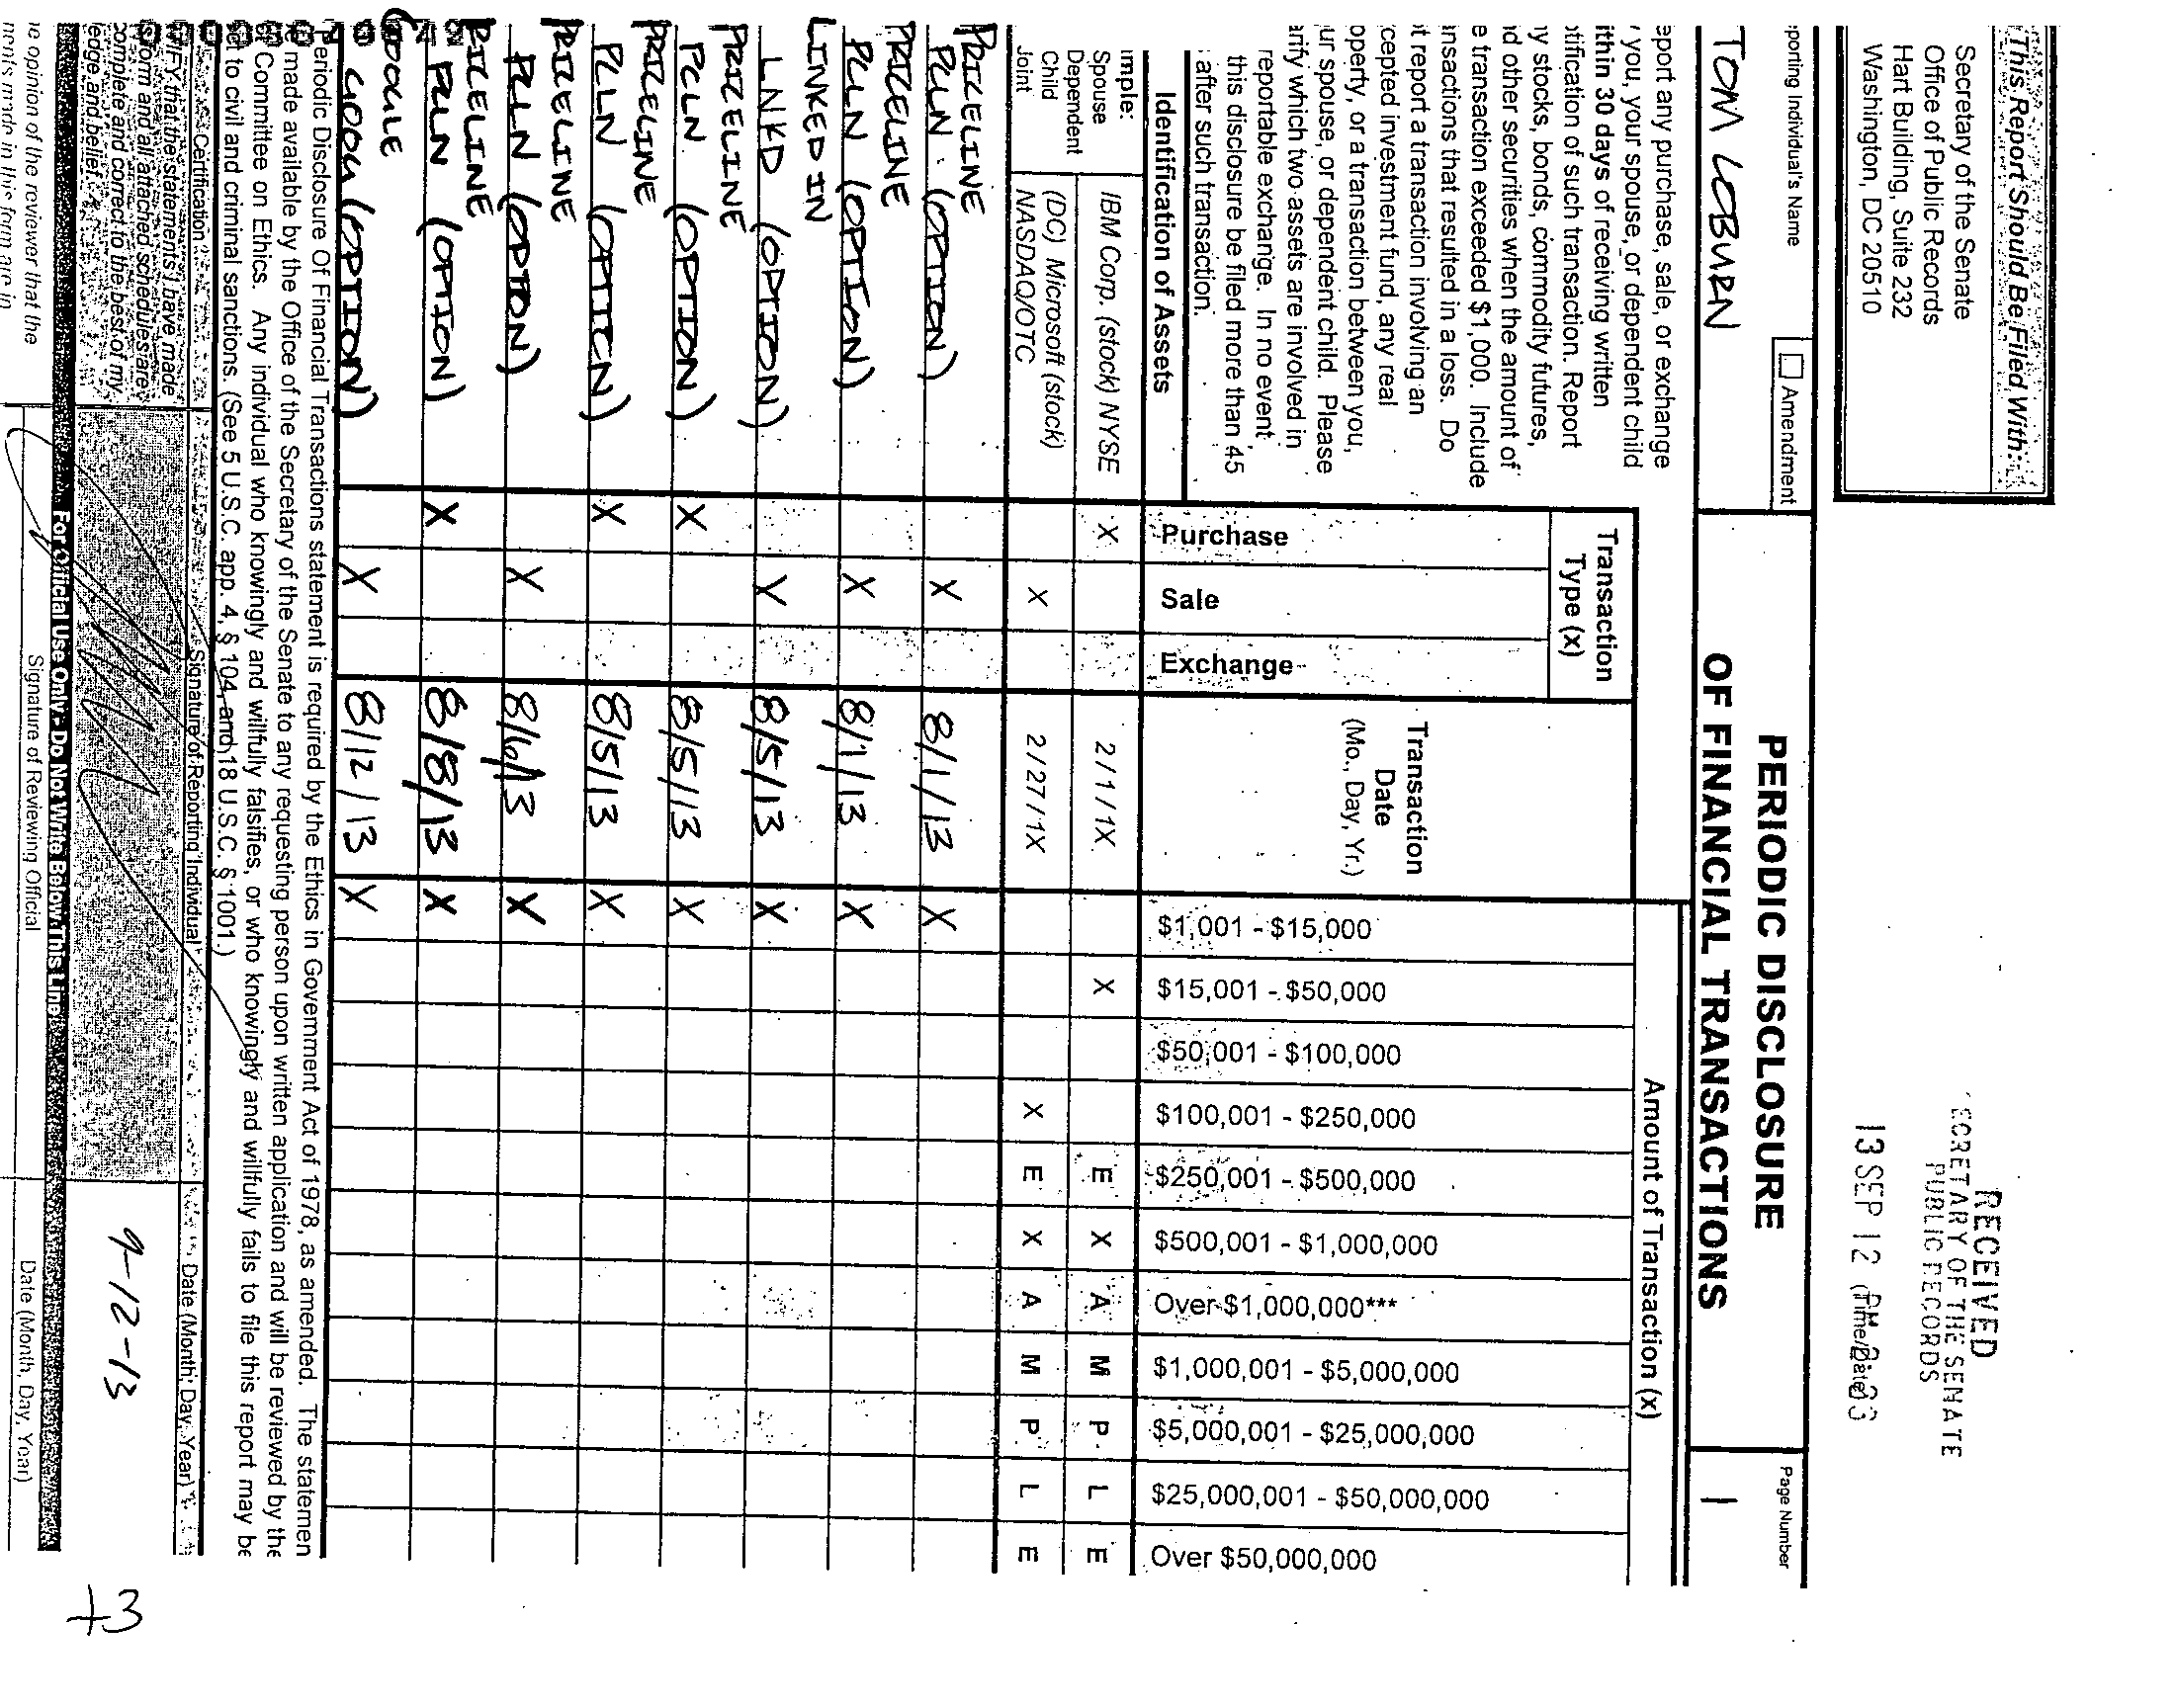 This Report Should Be Filed With:
Secretary of the Senate
Office of Public Records
Hart Building, Suite 232
Washington, DC 20510
RECEIVED
SECRETARY OF THE SENATE
PUBLIC RECORDS
13 SEP 12 PM
(Time/Date)
porting Individual's Name
Amendment
TOM COBURN
PERIODIC DISCLOSURE
OF FINANCIAL TRANSACTIONS
Page Number
1
eport any purchase, sale, or exchange
you, your spouse, or dependent child
ithin 30 days of receiving written
otification of such transaction. Report
ny stocks, bonds, commodity futures,
nd other securities when the amount of
e transaction exceeded $1,000. Include
ansactions that resulted in a loss. Do
ot report a transaction involving an
cepted investment fund, any real
operty, or a transaction between you,
ur spouse, or dependent child. Please
arify which two assets are involved in
reportable exchange. In no event
this disclosure be filed more than 45
after such transaction.
Identification of Assets
Transaction
Type (x)
Purchase
Sale
Exchange
Transaction
Date
(Mo., Day, Yr.)
Amount of Transaction (x)
$1,001 - $15,000
$15,001 - $50,000
$50,001 - $100,000
$100,001 - $250,000
$250,001 - $500,000
$500,001 - $1,000,000
Over $1,000,000***
$1,000,001 - $5,000,000
$5,000,001 - $25,000,000
$25,000,001 - $50,000,000
Over $50,000,000
imple:
Spouse
Dependent
Child
Joint
IBM Corp. (stock) NYSE X 2/1/1X X E X A M P L E
(DC) Microsoft (stock)
NASDAQ/OTC X 2/27/1X X E X A M P L E
PRICELINE
PCLN (OPTION) X 8/1/13 X
PRICELINE
PCLN (OPTION) X 8/1/13 X
LINKED IN
LNKD (OPTION) X 8/5/13 X
PRICELINE
PCLN (OPTION) X 8/5/13 X
PRICELINE
PCLN (OPTION) X 8/5/13 X
PRICELINE
PCLN (OPTION) X 8/6/13 X
PRICELINE
PCLN (OPTION) X 8/8/13 X
GOOGLE
GOOG (OPTION) X 8/12/13 X
Periodic Disclosure Of Financial Transactions statement is required by the Ethics in Government Act of 1978, as amended. The statemen
made available by the Office of the Secretary of the Senate to any requesting person upon written application and will be reviewed by the
Committee on Ethics. Any individual who knowingly and willfully falsifies, or who knowingly and willfully fails to file this report may be
ct to civil and criminal sanctions. (See 5 U.S.C. app. 4, § 104, and 18 U.S.C. § 1001.)
Certification
Signature of Reporting Individual
Date (Month, Day, Year)
TIFY that the statements I have made
form and all attached schedules are
complete and correct to the best of my
ledge and belief.
9-12-13
For Official Use Only - Do Not Write Below This Line
he opinion of the reviewer that the
ments made in this form are in
Signature of Reviewing Official
Date (Month, Day, Year)
+3